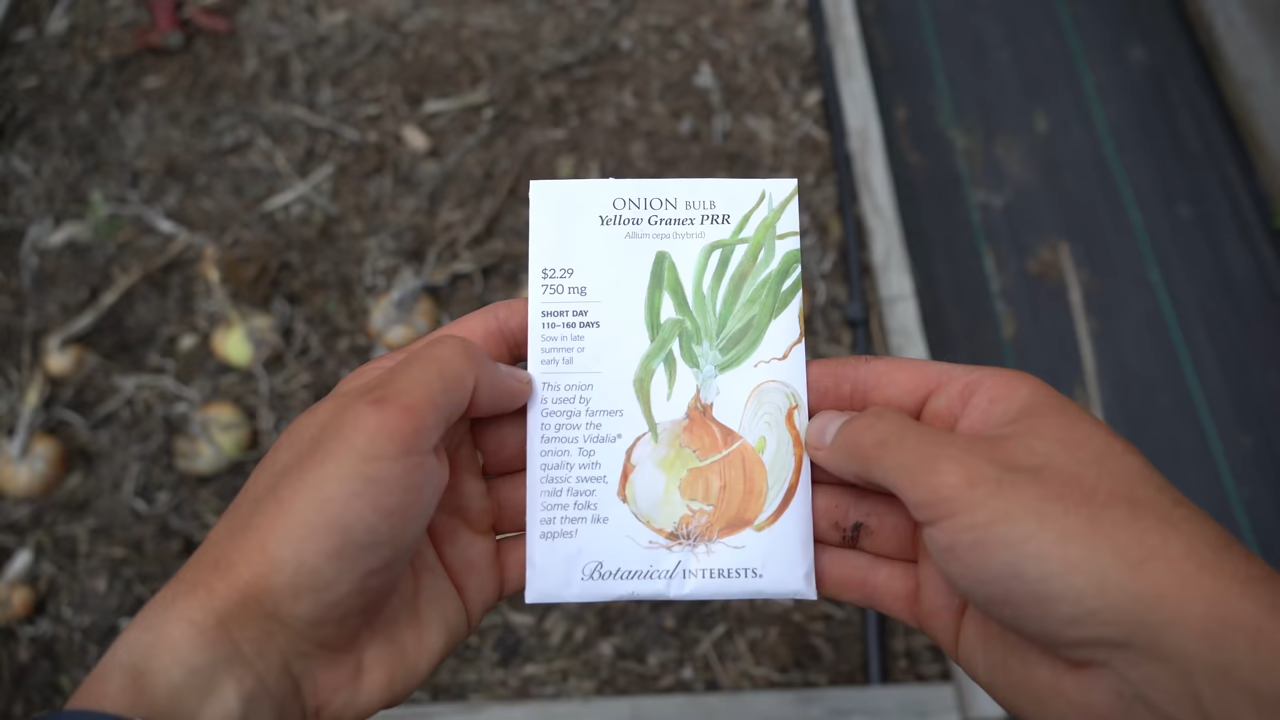 ONION BULB
Yellow Granex PRR
Allium cepa (hybrid)
$2.29
750 mg
SHORT DAY
110–160 DAYS
Sow in late
summer or
early fall
This onion
is used by
Georgia farmers
to grow the
famous Vidalia®
onion. Top
quality with
classic sweet,
mild flavor.
Some folks
eat them like
apples!
Botanical INTERESTS®